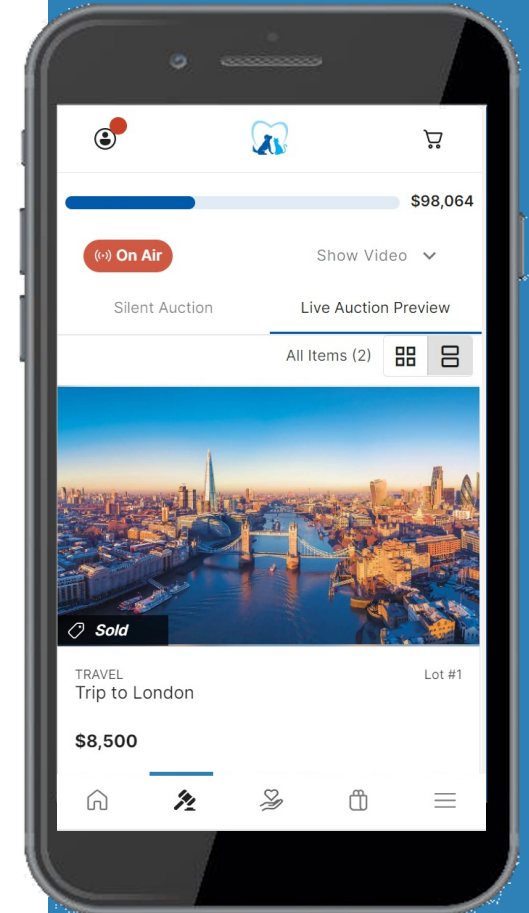 $98,064
On Air
Show Video
Silent Auction
Live Auction Preview
All Items (2)
Sold
TRAVEL
Lot #1
Trip to London
$8,500